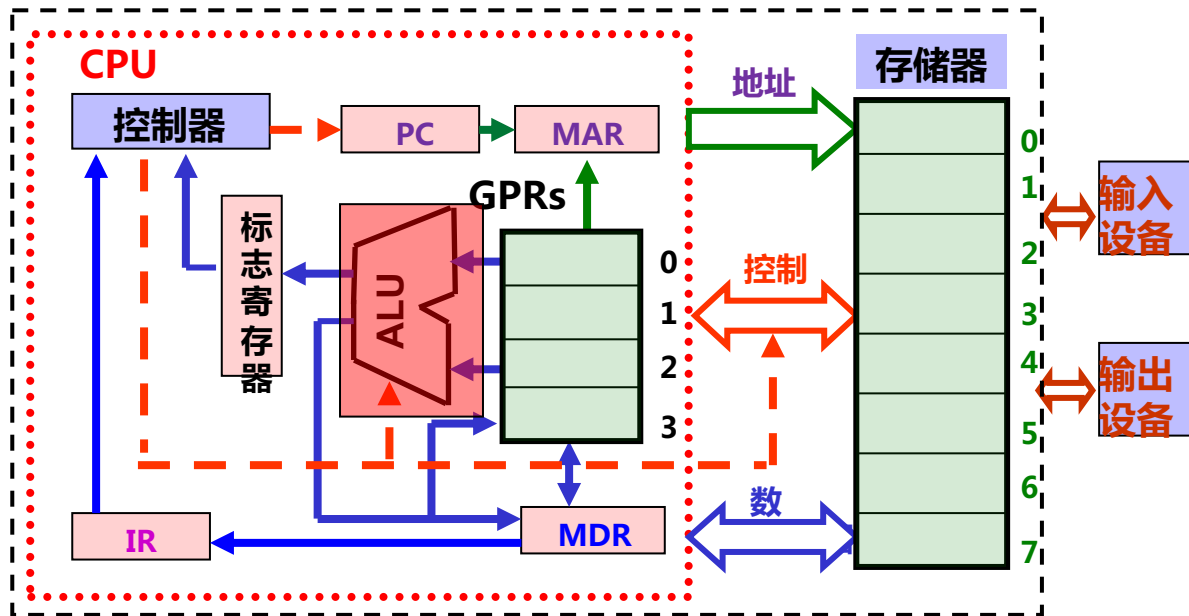 CPU
存储器
地址
控制器
PC
MAR
0
1
2
3
4
5
6
7
输入
设备
GPRs
标
志
寄
存
器
ALU
0
1
2
3
控制
输出
设备
数
IR
MDR